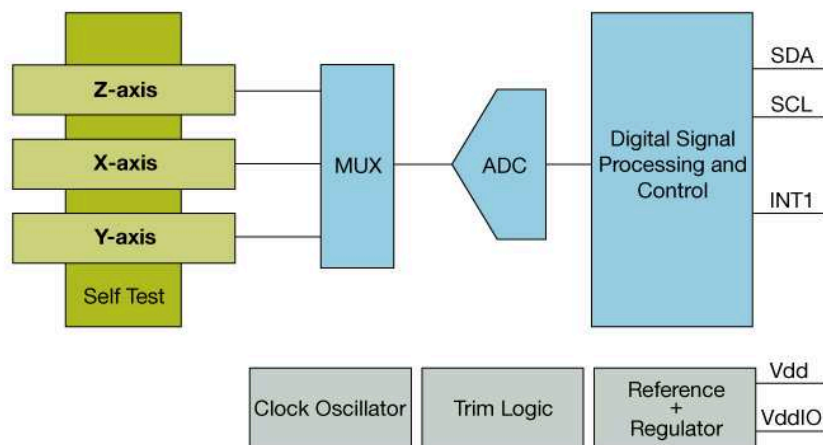 Z-axis
X-axis
Y-axis
Self Test
MUX
ADC
Digital Signal
Processing and
Control
SDA
SCL
INT1
Clock Oscillator
Trim Logic
Reference
+
Regulator
Vdd
VddIO